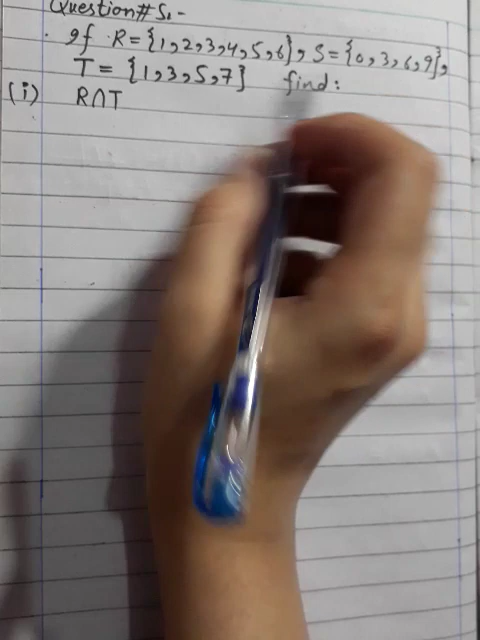 Question#5.-
If R={1,2,3,4,5,6}, S={0,3,6,9},
T = {1,3,5,7} find:
(i) R∩T